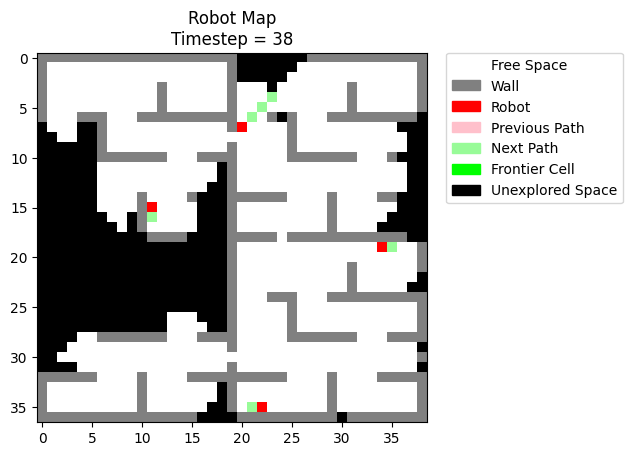 Robot Map
Timestep = 38
Free Space
Wall
Robot
Previous Path
Next Path
Frontier Cell
Unexplored Space
0
5
10
15
20
25
30
35
0
5
10
15
20
25
30
35